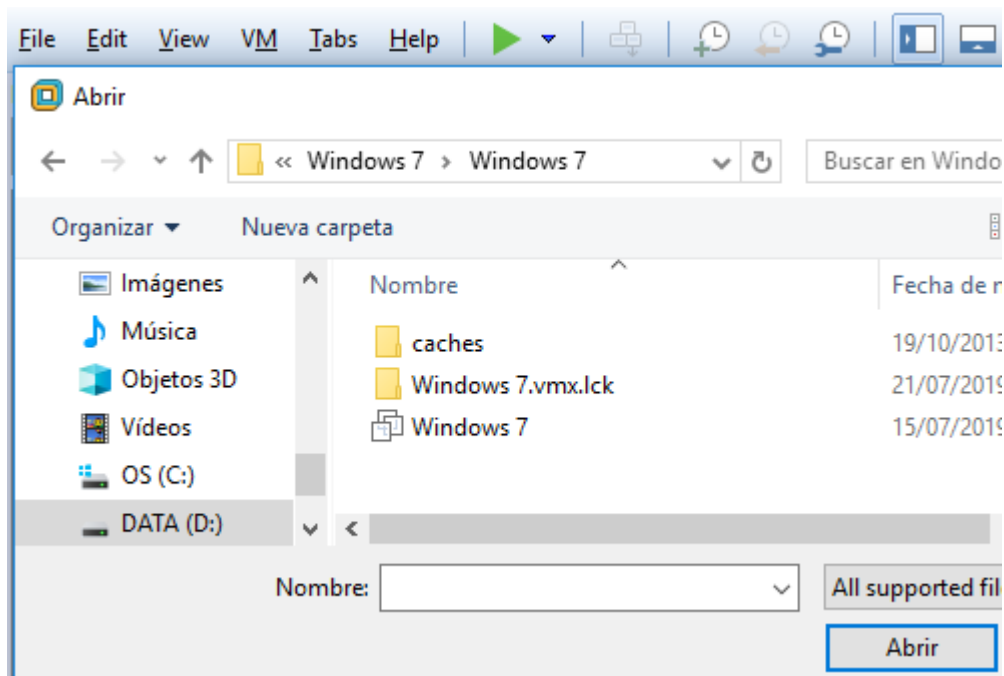 File Edit View VM Tabs Help
Abrir
« Windows 7 › Windows 7
Buscar en Windo
Organizar Nueva carpeta
Imágenes
Música
Objetos 3D
Vídeos
OS (C:)
DATA (D:)
Nombre Fecha de
caches 19/10/2013
Windows 7.vmx.lck 21/07/2019
Windows 7 15/07/2019
Nombre:
All supported fil
Abrir